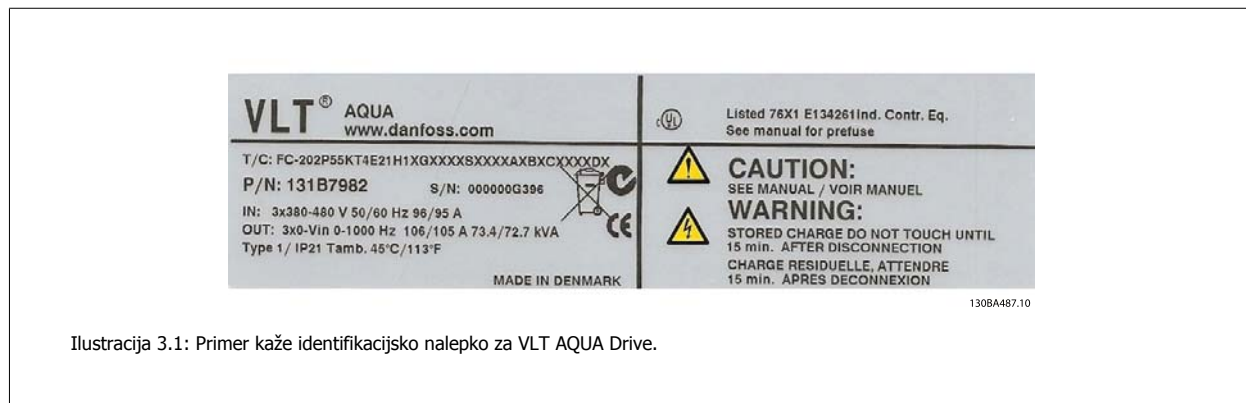 VLT® AQUA
www.danfoss.com
T/C: FC-202P55KT4E21H1XGXXXXSXXXXAXBXCXXXXDX
P/N: 131B7982 S/N: 000000G396
IN: 3x380-480 V 50/60 Hz 96/95 A
OUT: 3x0-Vin 0-1000 Hz 106/105 A 73.4/72.7 kVA
Type 1/ IP21 Tamb. 45°C/113°F
MADE IN DENMARK
CE
c UL
Listed 76X1 E134261Ind. Contr. Eq.
See manual for prefuse
CAUTION:
SEE MANUAL / VOIR MANUEL
WARNING:
STORED CHARGE DO NOT TOUCH UNTIL
15 min. AFTER DISCONNECTION
CHARGE RESIDUELLE, ATTENDRE
15 min. APRES DECONNEXION
130BA487.10
Ilustracija 3.1: Primer kaže identifikacijsko nalepko za VLT AQUA Drive.